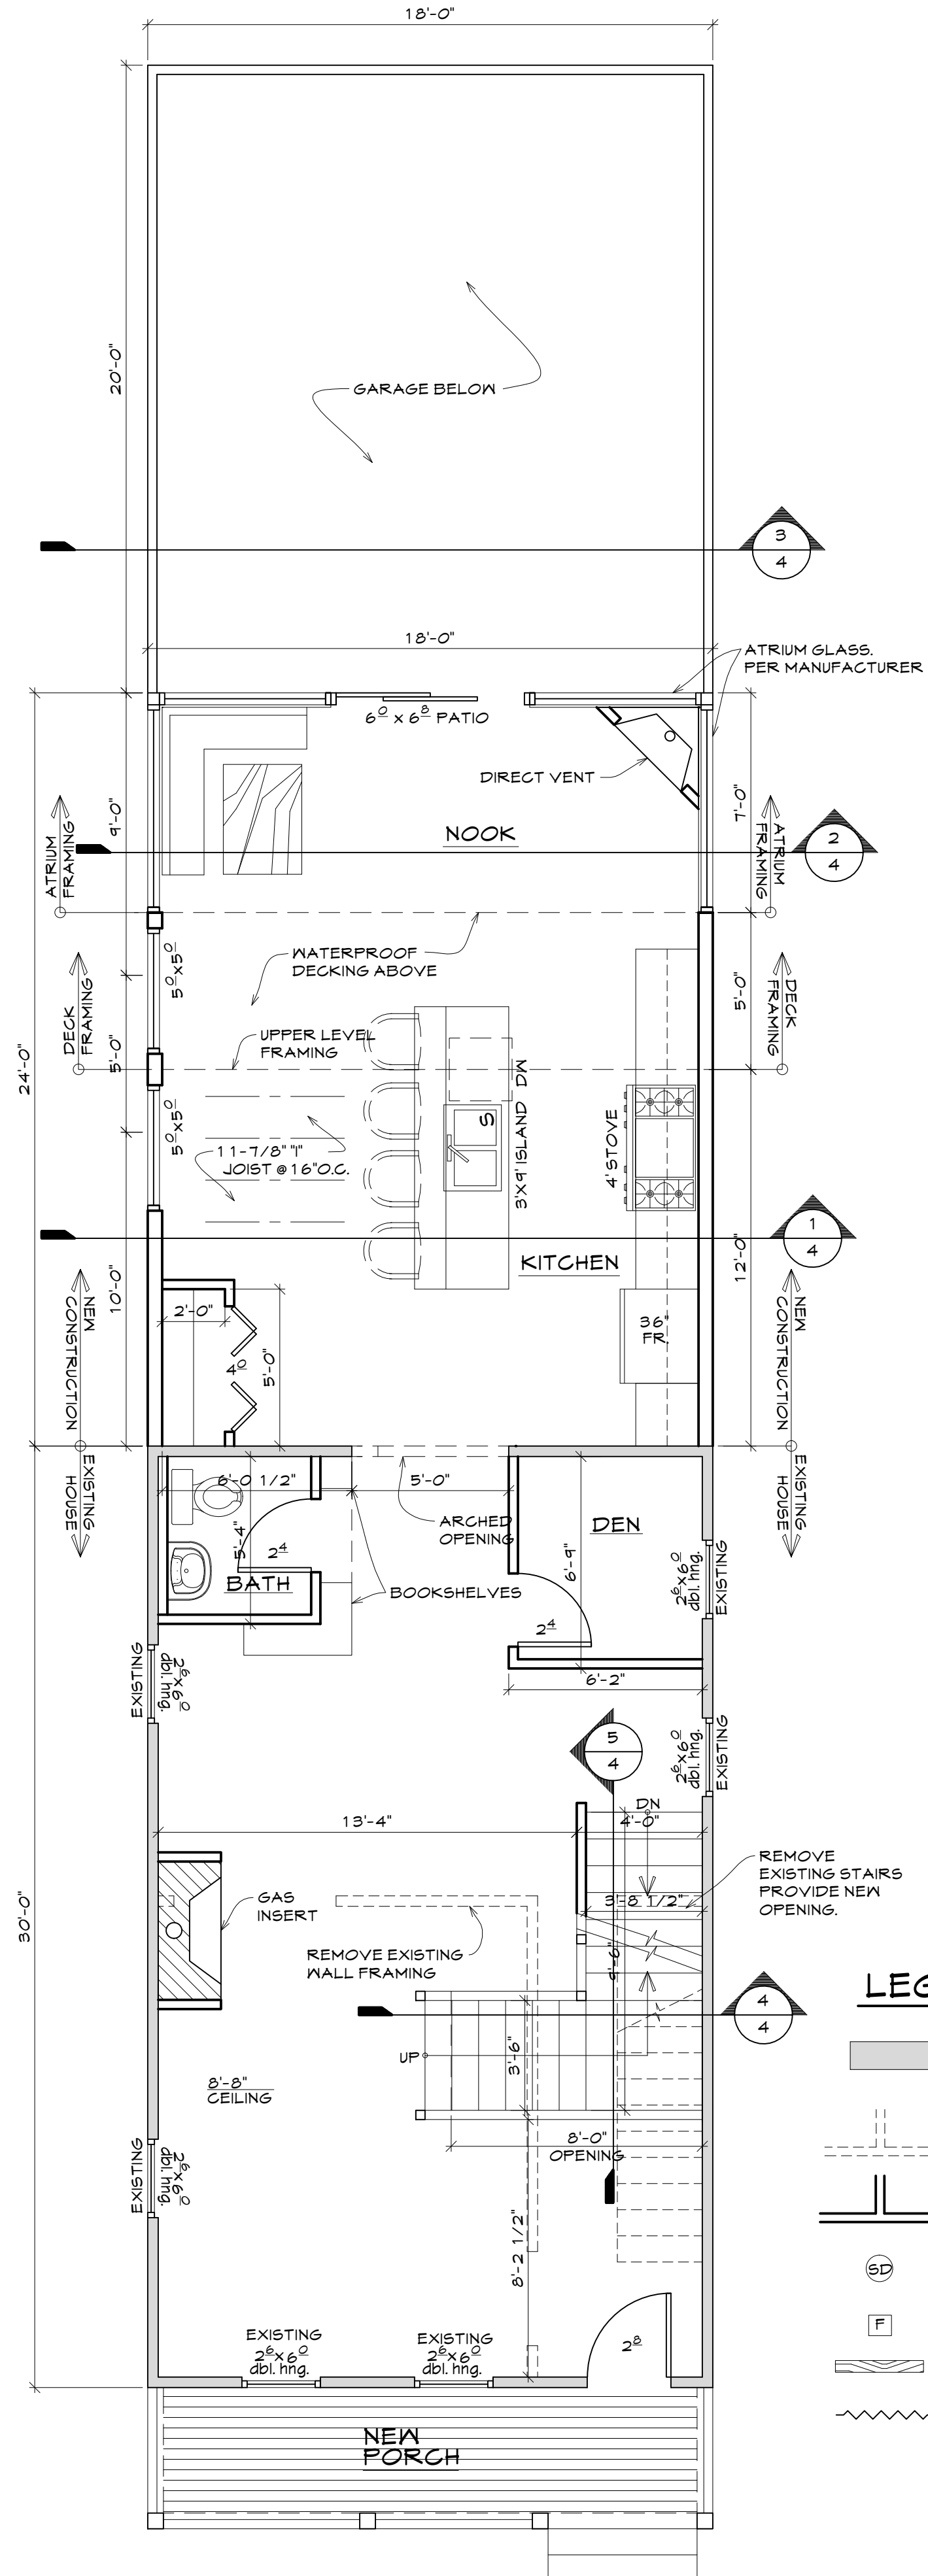 18'-0"
20'-0"
GARAGE BELOW
3
4
18'-0"
ATRIUM GLASS.
PER MANUFACTURER
6⁰ x 6⁸ PATIO
DIRECT VENT
9'-0"
7'-0"
NOOK
2
4
ATRIUM
FRAMING
ATRIUM
FRAMING
WATERPROOF
DECKING ABOVE
5⁰x5⁰
DECK
FRAMING
5'-0"
5'-0"
DECK
FRAMING
UPPER LEVEL
FRAMING
24'-0"
DW
S
3'X9' ISLAND
4' STOVE
5⁰x5⁰
11-7/8" "I"
JOIST @ 16"O.C.
1
4
KITCHEN
12'-0"
10'-0"
NEW
CONSTRUCTION
NEW
CONSTRUCTION
2'-0"
36"
FR.
4⁰
5'-0"
EXISTING
HOUSE
EXISTING
HOUSE
6'-0 1/2"
5'-0"
ARCHED
OPENING
DEN
5'-4"
2⁴
BATH
BOOKSHELVES
6'-9"
2⁶x6⁰
dbl. hng.
EXISTING
2⁴
6'-2"
EXISTING
2⁶x6⁰
dbl. hng.
5
4
2⁶x6⁰
dbl. hng.
EXISTING
DN
13'-4"
4'-0"
REMOVE
EXISTING STAIRS
PROVIDE NEW
OPENING.
GAS
INSERT
3'-8 1/2"
30'-0"
REMOVE EXISTING
WALL FRAMING
9'-6"
LEG
4
4
UP
3'-6"
8'-8"
CEILING
8'-0"
OPENING
EXISTING
2⁶x6⁰
dbl. hng.
8'-2 1/2"
SD
F
EXISTING
2⁶x6⁰
dbl. hng.
EXISTING
2⁶x6⁰
dbl. hng.
2⁸
NEW
PORCH